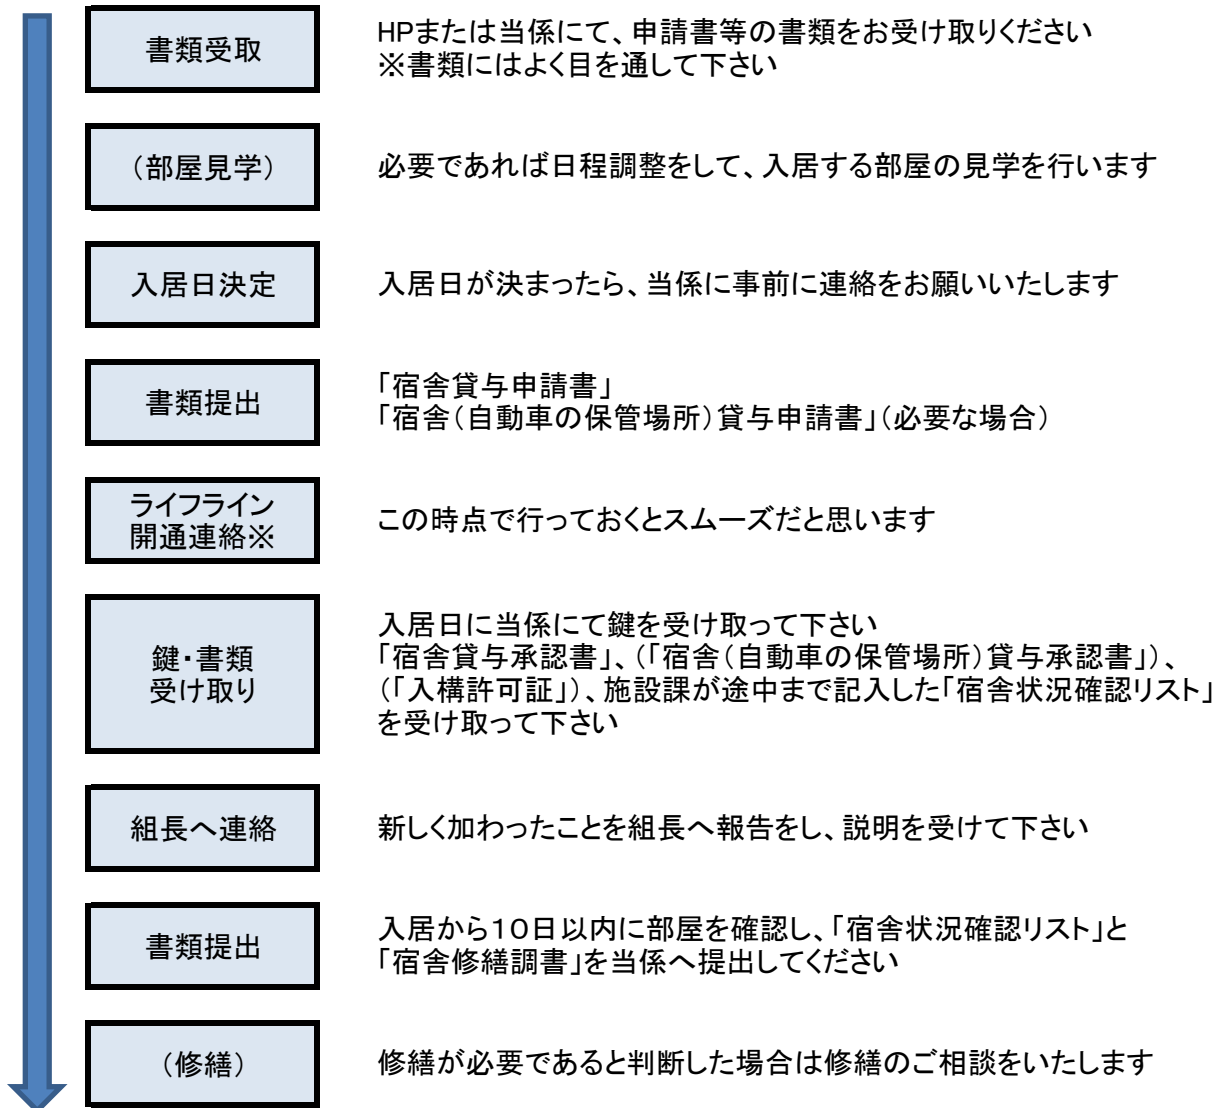 書類受取
HPまたは当係にて、申請書等の書類をお受け取りください
※書類にはよく目を通して下さい
（部屋見学）
必要であれば日程調整をして、入居する部屋の見学を行います
入居日決定
入居日が決まったら、当係に事前に連絡をお願いいたします
書類提出
「宿舎貸与申請書」
「宿舎（自動車の保管場所）貸与申請書」（必要な場合）
ライフライン
開通連絡※
この時点で行っておくとスムーズだと思います
鍵・書類
受け取り
入居日に当係にて鍵を受け取って下さい
「宿舎貸与承認書」、（「宿舎（自動車の保管場所）貸与承認書」）、
（「入構許可証」）、施設課が途中まで記入した「宿舎状況確認リスト」
を受け取って下さい
組長へ連絡
新しく加わったことを組長へ報告をし、説明を受けて下さい
書類提出
入居から１０日以内に部屋を確認し、「宿舎状況確認リスト」と
「宿舎修繕調書」を当係へ提出してください
（修繕）
修繕が必要であると判断した場合は修繕のご相談をいたします